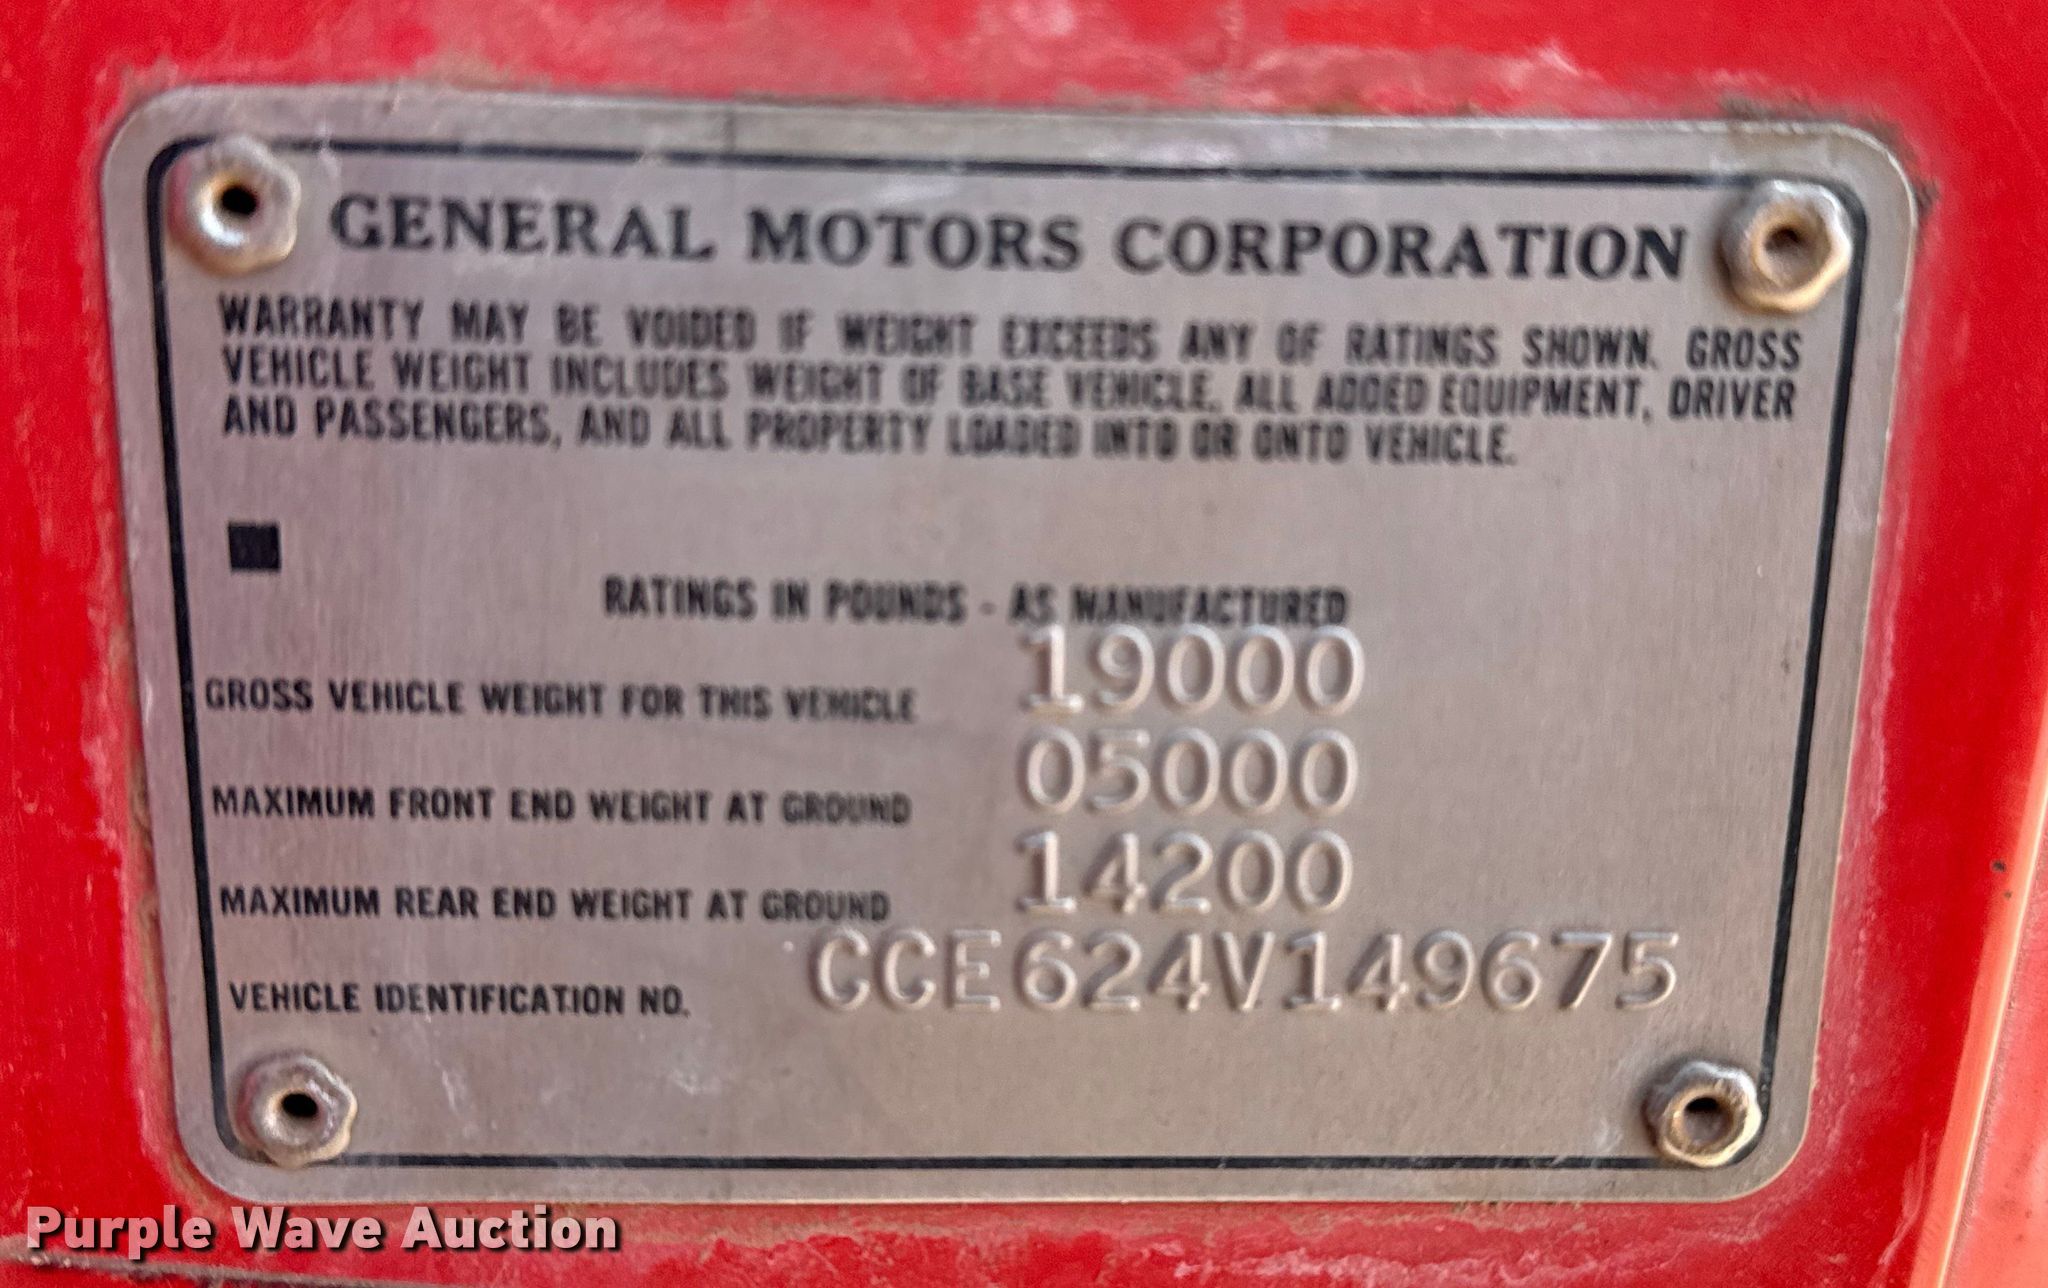 GENERAL MOTORS CORPORATION
WARRANTY MAY BE VOIDED IF WEIGHT EXCEEDS ANY OF RATINGS SHOWN. GROSS
VEHICLE WEIGHT INCLUDES WEIGHT OF BASE VEHICLE, ALL ADDED EQUIPMENT, DRIVER
AND PASSENGERS, AND ALL PROPERTY LOADED INTO OR ONTO VEHICLE.
RATINGS IN POUNDS - AS MANUFACTURED
GROSS VEHICLE WEIGHT FOR THIS VEHICLE 19000
MAXIMUM FRONT END WEIGHT AT GROUND 05000
MAXIMUM REAR END WEIGHT AT GROUND 14200
VEHICLE IDENTIFICATION NO. CCE624V149675
Purple Wave Auction